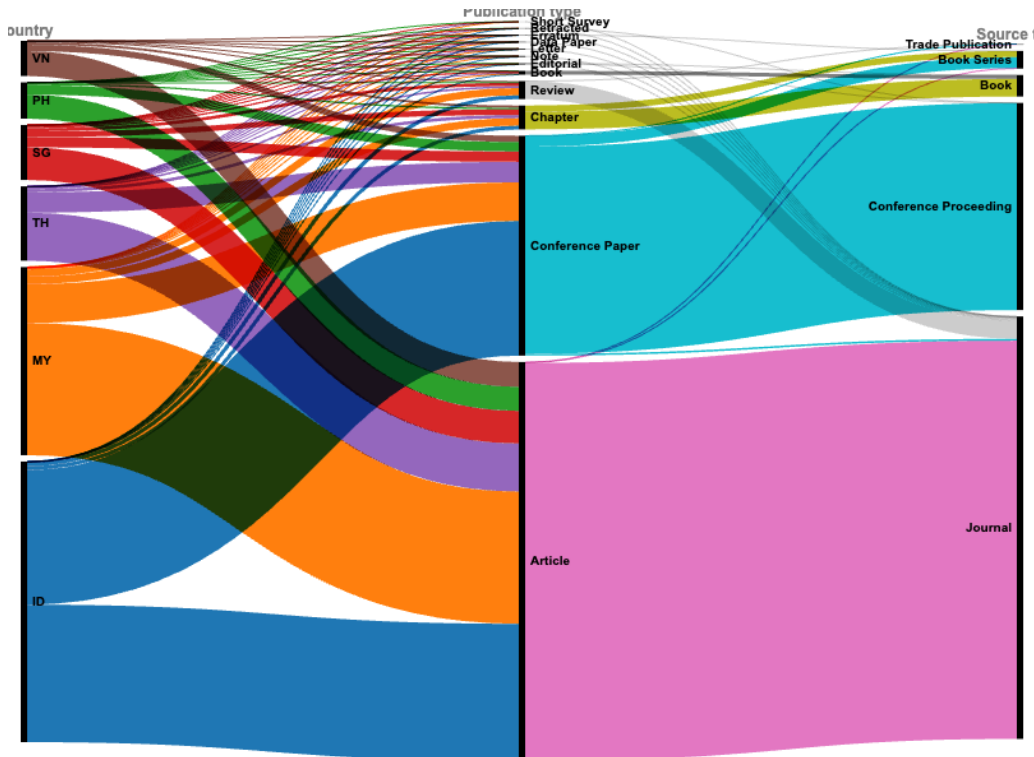 ountry
VN
PH
SG
TH
MY
ID
Publication type
Short Survey
Retracted
Erratum
Data Paper
Letter
Note
Editorial
Book
Review
Chapter
Conference Paper
Article
Source t
Trade Publication
Book Series
Book
Conference Proceeding
Journal